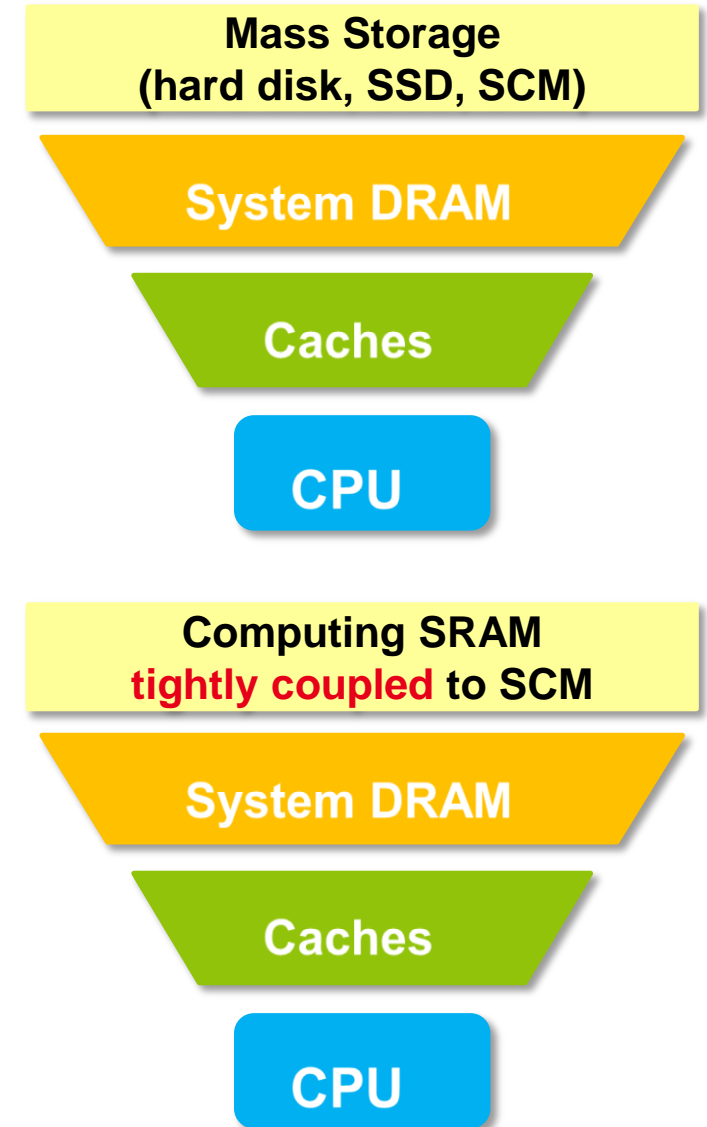 Mass Storage
(hard disk, SSD, SCM)
System DRAM
Caches
CPU
Computing SRAM
tightly coupled to SCM
System DRAM
Caches
CPU